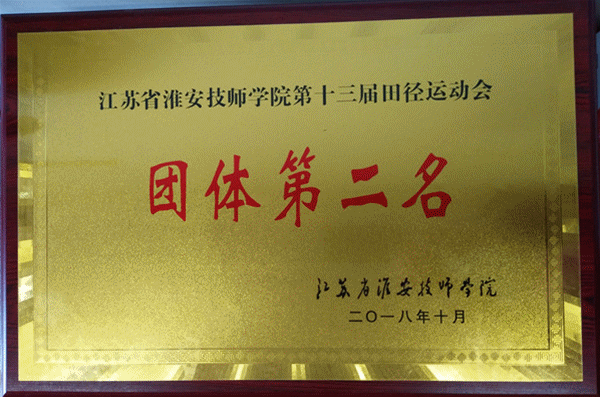 江苏省淮安技师学院第十三届田径运动会
团体第二名
江苏省淮安技师学院
二〇一八年十月